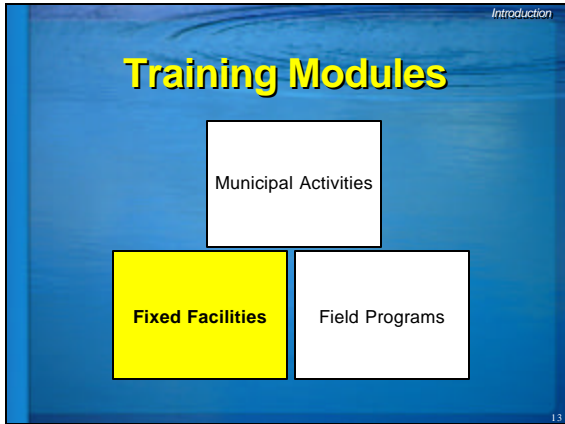 Introduction
Training Modules
Municipal Activities
Fixed Facilities
Field Programs
13